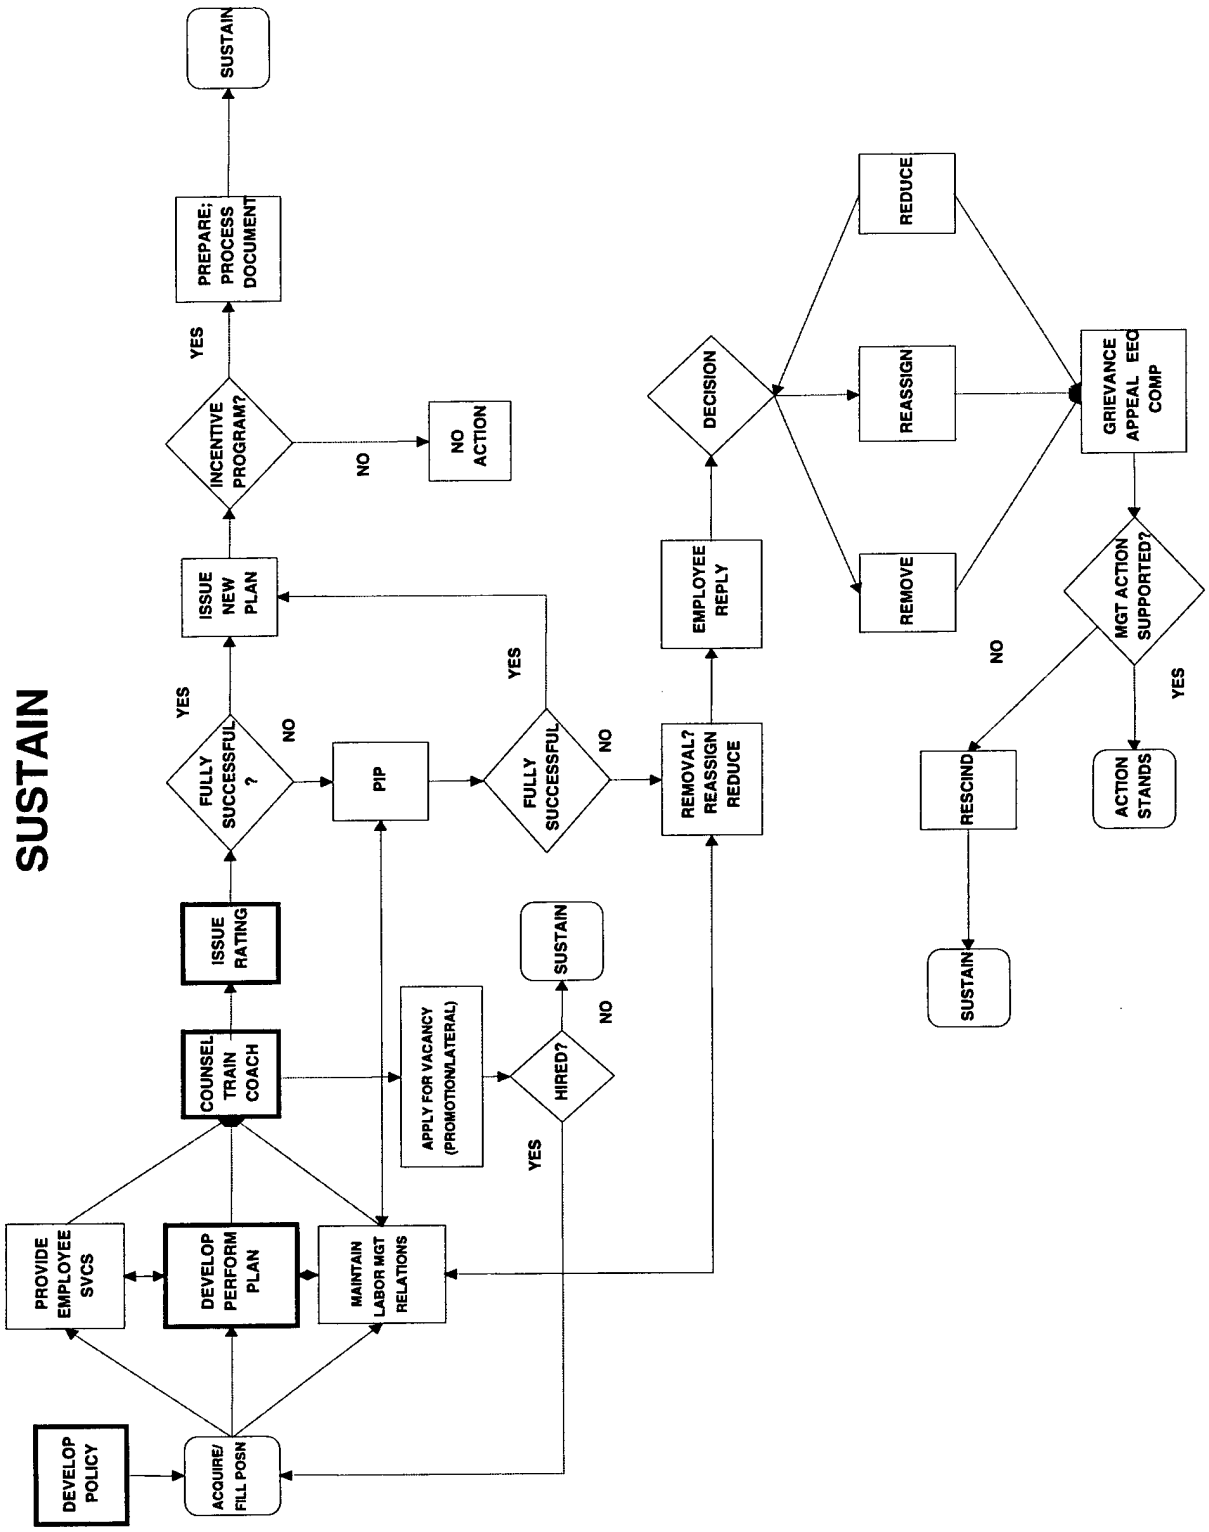 SUSTAIN
DEVELOP
POLICY
ACQUIRE/
FILL POSN
PROVIDE
EMPLOYEE
SVCS
DEVELOP
PERFORM
PLAN
MAINTAIN
LABOR MGT
RELATIONS
COUNSEL
TRAIN
COACH
ISSUE
RATING
FULLY
SUCCESSFUL
?
YES
NO
ISSUE
NEW
PLAN
INCENTIVE
PROGRAM?
YES
NO
PREPARE;
PROCESS
DOCUMENT
SUSTAIN
NO
ACTION
PIP
FULLY
SUCCESSFUL
YES
NO
APPLY FOR VACANCY
(PROMOTION/LATERAL)
HIRED?
YES
NO
SUSTAIN
REMOVAL?
REASSIGN
REDUCE
EMPLOYEE
REPLY
DECISION
REMOVE
REASSIGN
REDUCE
GRIEVANCE
APPEAL EEO
COMP
MGT ACTION
SUPPORTED?
NO
YES
RESCIND
SUSTAIN
ACTION
STANDS